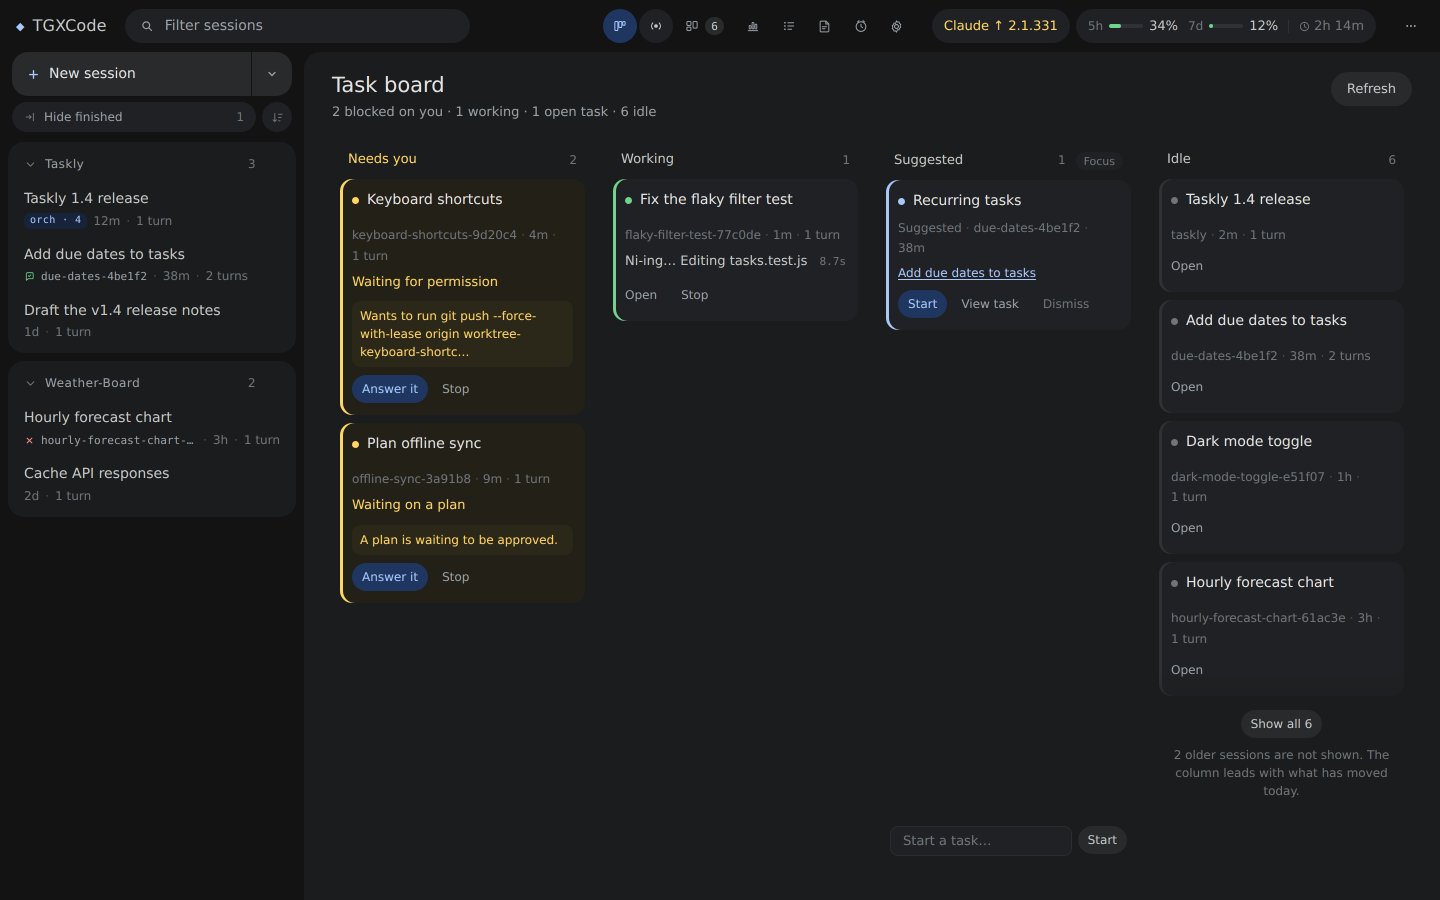 TGXCode
Filter sessions
6
Claude ↑ 2.1.331
5h 34% 7d 12% 2h 14m
+ New session
Hide finished 1
Taskly 3
Taskly 1.4 release
orch · 4 12m · 1 turn
Add due dates to tasks
due-dates-4be1f2 · 38m · 2 turns
Draft the v1.4 release notes
1d · 1 turn
Weather-Board 2
Hourly forecast chart
hourly-forecast-chart-… · 3h · 1 turn
Cache API responses
2d · 1 turn
Task board
2 blocked on you · 1 working · 1 open task · 6 idle
Refresh
Needs you 2
Keyboard shortcuts
keyboard-shortcuts-9d20c4 · 4m ·
1 turn
Waiting for permission
Wants to run git push --force-
with-lease origin worktree-
keyboard-shortc…
Answer it Stop
Plan offline sync
offline-sync-3a91b8 · 9m · 1 turn
Waiting on a plan
A plan is waiting to be approved.
Answer it Stop
Working 1
Fix the flaky filter test
flaky-filter-test-77c0de · 1m · 1 turn
Ni-ing… Editing tasks.test.js 8.7s
Open Stop
Suggested 1 Focus
Recurring tasks
Suggested · due-dates-4be1f2 ·
38m
Add due dates to tasks
Start View task Dismiss
Start a task… Start
Idle 6
Taskly 1.4 release
taskly · 2m · 1 turn
Open
Add due dates to tasks
due-dates-4be1f2 · 38m · 2 turns
Open
Dark mode toggle
dark-mode-toggle-e51f07 · 1h ·
1 turn
Open
Hourly forecast chart
hourly-forecast-chart-61ac3e · 3h ·
1 turn
Open
Show all 6
2 older sessions are not shown. The
column leads with what has moved
today.